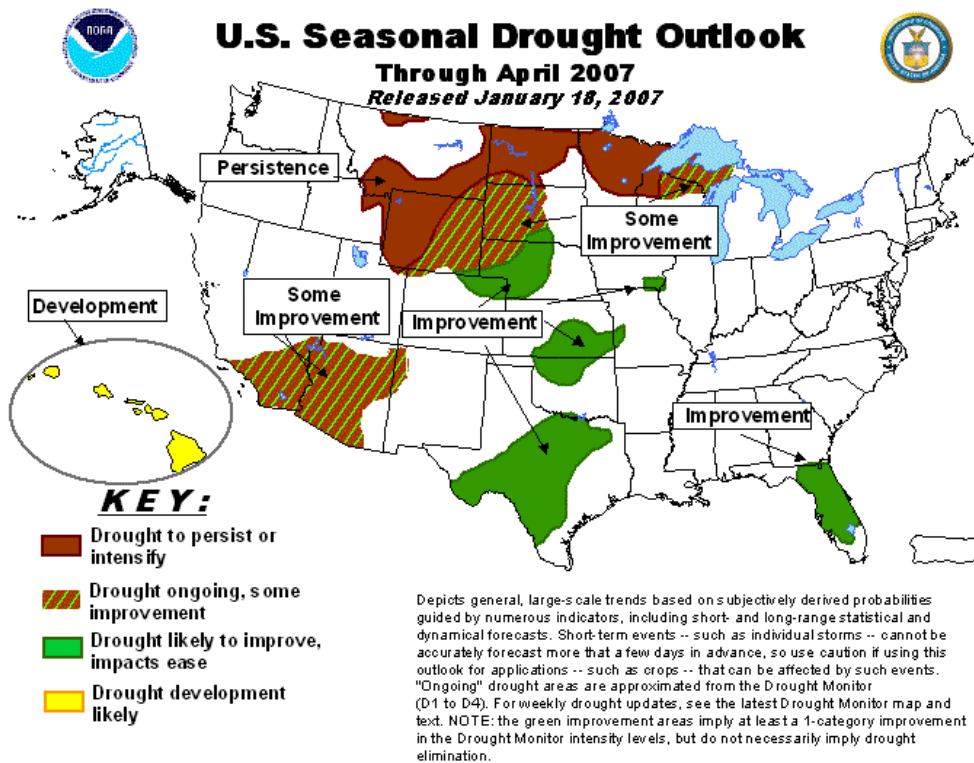 U.S. Seasonal Drought Outlook
Through April 2007
Released January 18, 2007
NOAA
Persistence
Some
Improvement
Development
Some
Improvement
Improvement
Improvement
KEY:
Drought to persist or
intensify
Drought ongoing, some
improvement
Drought likely to improve,
impacts ease
Drought development
likely
Depicts general, large-scale trends based on subjectively derived probabilities
guided by numerous indicators, including short- and long-range statistical and
dynamical forecasts. Short-term events -- such as individual storms -- cannot be
accurately forecast more that a few days in advance, so use caution if using this
outlook for applications -- such as crops -- that can be affected by such events.
"Ongoing" drought areas are approximated from the Drought Monitor
(D1 to D4). For weekly drought updates, see the latest Drought Monitor map and
text. NOTE: the green improvement areas imply at least a 1-category improvement
in the Drought Monitor intensity levels, but do not necessarily imply drought
elimination.